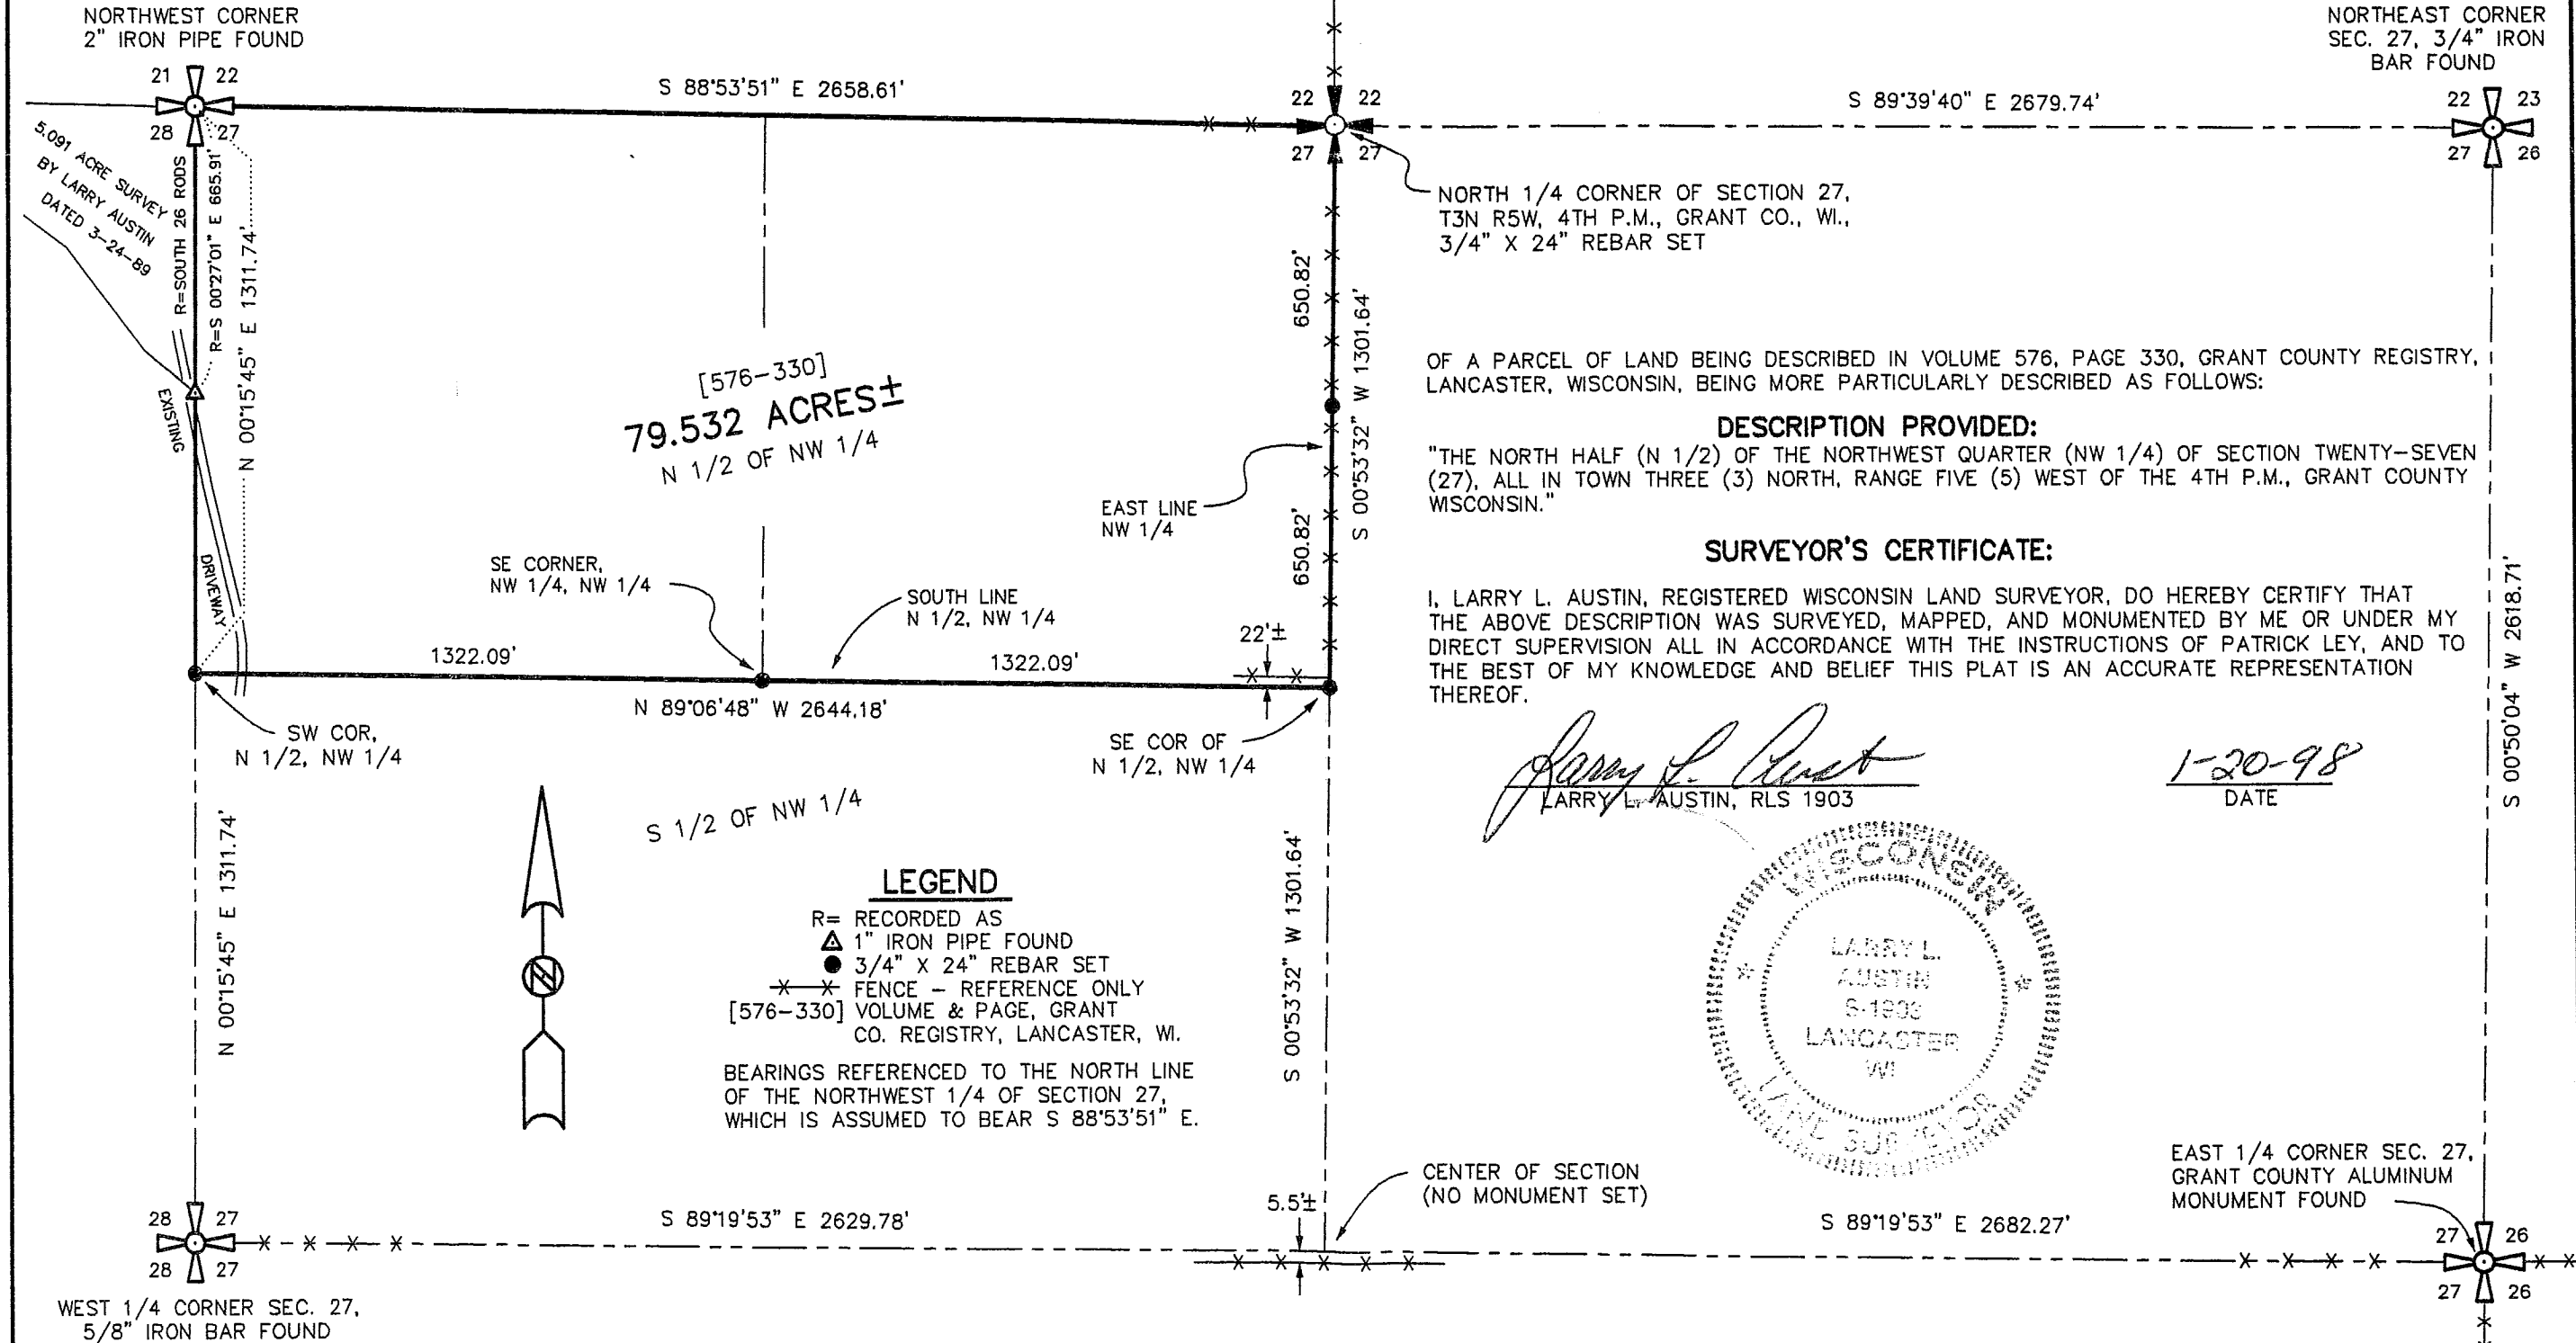 NORTHWEST CORNER
2" IRON PIPE FOUND
21 22
28 27
S 88°53'51" E 2658.61'
22 22
27 27
S 89°39'40" E 2679.74'
NORTHEAST CORNER
SEC. 27, 3/4" IRON
BAR FOUND
22 23
27 26
5.091 ACRE SURVEY
BY LARRY AUSTIN
DATED 3-24-89
R=SOUTH 26 RODS
R=S 00°27'01" E 665.91'
N 00°15'45" E 1311.74'
EXISTING
DRIVEWAY
NORTH 1/4 CORNER OF SECTION 27,
T3N R5W, 4TH P.M., GRANT CO., WI.,
3/4" X 24" REBAR SET
650.82'
650.82'
S 00°53'32" W 1301.64'
[576-330]
79.532 ACRES±
N 1/2 OF NW 1/4
EAST LINE
NW 1/4
OF A PARCEL OF LAND BEING DESCRIBED IN VOLUME 576, PAGE 330, GRANT COUNTY REGISTRY,
LANCASTER, WISCONSIN, BEING MORE PARTICULARLY DESCRIBED AS FOLLOWS:
DESCRIPTION PROVIDED:
"THE NORTH HALF (N 1/2) OF THE NORTHWEST QUARTER (NW 1/4) OF SECTION TWENTY-SEVEN
(27), ALL IN TOWN THREE (3) NORTH, RANGE FIVE (5) WEST OF THE 4TH P.M., GRANT COUNTY
WISCONSIN."
SURVEYOR'S CERTIFICATE:
I, LARRY L. AUSTIN, REGISTERED WISCONSIN LAND SURVEYOR, DO HEREBY CERTIFY THAT
THE ABOVE DESCRIPTION WAS SURVEYED, MAPPED, AND MONUMENTED BY ME OR UNDER MY
DIRECT SUPERVISION ALL IN ACCORDANCE WITH THE INSTRUCTIONS OF PATRICK LEY, AND TO
THE BEST OF MY KNOWLEDGE AND BELIEF THIS PLAT IS AN ACCURATE REPRESENTATION
THEREOF.
Larry L. Aust
LARRY L. AUSTIN, RLS 1903
1-20-98
DATE
S 00°50'04" W 2618.71'
SE CORNER,
NW 1/4, NW 1/4
SOUTH LINE
N 1/2, NW 1/4
22'±
1322.09'
1322.09'
N 89°06'48" W 2644.18'
SW COR,
N 1/2, NW 1/4
SE COR OF
N 1/2, NW 1/4
S 1/2 OF NW 1/4
N 00°15'45" E 1311.74'
N
S 00°53'32" W 1301.64'
LEGEND
R= RECORDED AS
1" IRON PIPE FOUND
3/4" X 24" REBAR SET
FENCE - REFERENCE ONLY
[576-330] VOLUME & PAGE, GRANT
CO. REGISTRY, LANCASTER, WI.
BEARINGS REFERENCED TO THE NORTH LINE
OF THE NORTHWEST 1/4 OF SECTION 27,
WHICH IS ASSUMED TO BEAR S 88°53'51" E.
WISCONSIN
LARRY L.
AUSTIN
S-1903
LANCASTER
WI
LAND SURVEYOR
CENTER OF SECTION
(NO MONUMENT SET)
5.5'±
EAST 1/4 CORNER SEC. 27,
GRANT COUNTY ALUMINUM
MONUMENT FOUND
28 27
28 27
S 89°19'53" E 2629.78'
S 89°19'53" E 2682.27'
27 26
27 26
WEST 1/4 CORNER SEC. 27,
5/8" IRON BAR FOUND